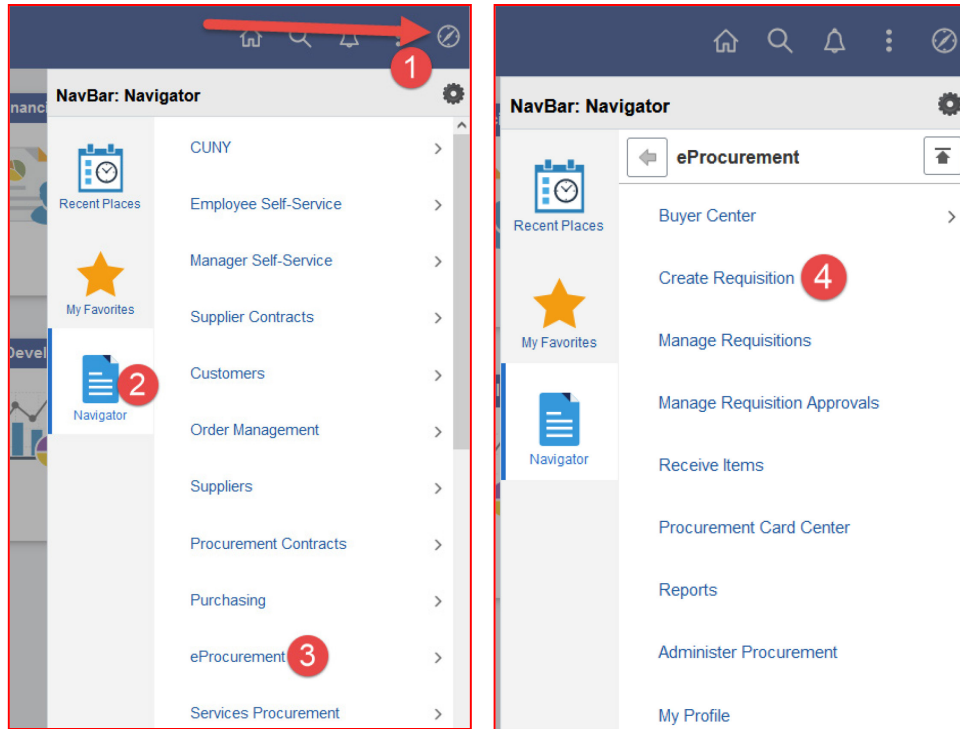 1
NavBar: Navigator
nanci
Recent Places
My Favorites
Devel
2
Navigator
CUNY
Employee Self-Service
Manager Self-Service
Supplier Contracts
Customers
Order Management
Suppliers
Procurement Contracts
Purchasing
eProcurement 3
Services Procurement
NavBar: Navigator
Recent Places
My Favorites
Navigator
eProcurement
Buyer Center
Create Requisition 4
Manage Requisitions
Manage Requisition Approvals
Receive Items
Procurement Card Center
Reports
Administer Procurement
My Profile